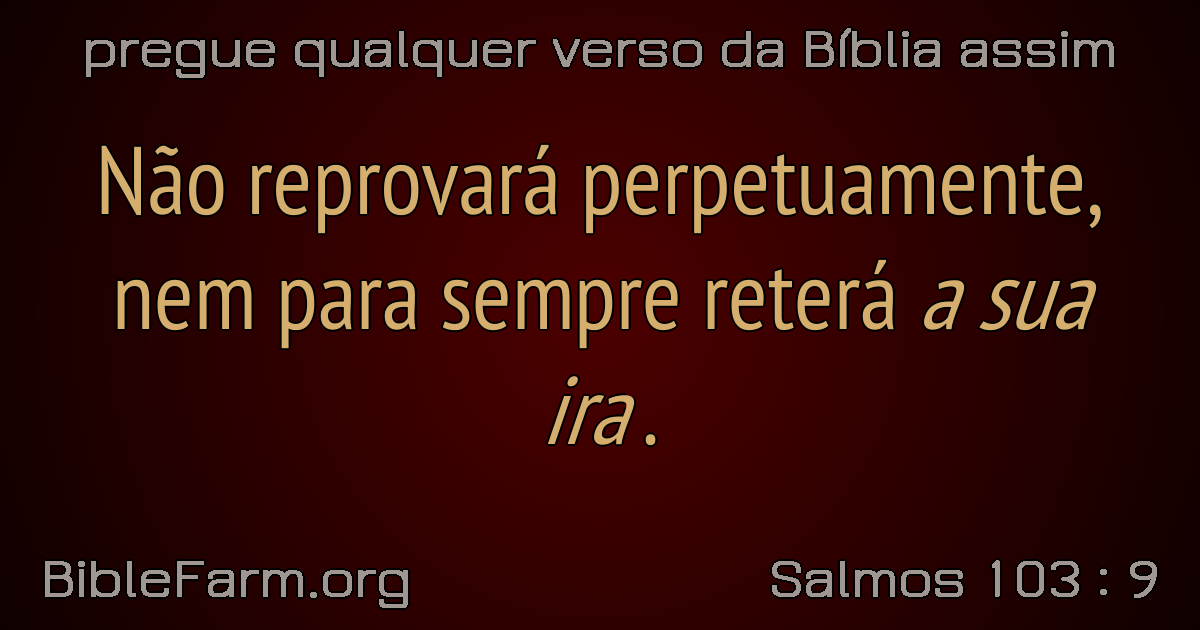 pregue qualquer verso da Bíblia assim
Não reprovará perpetuamente,
nem para sempre reterá a sua
ira .
BibleFarm.org
Salmos 103 : 9